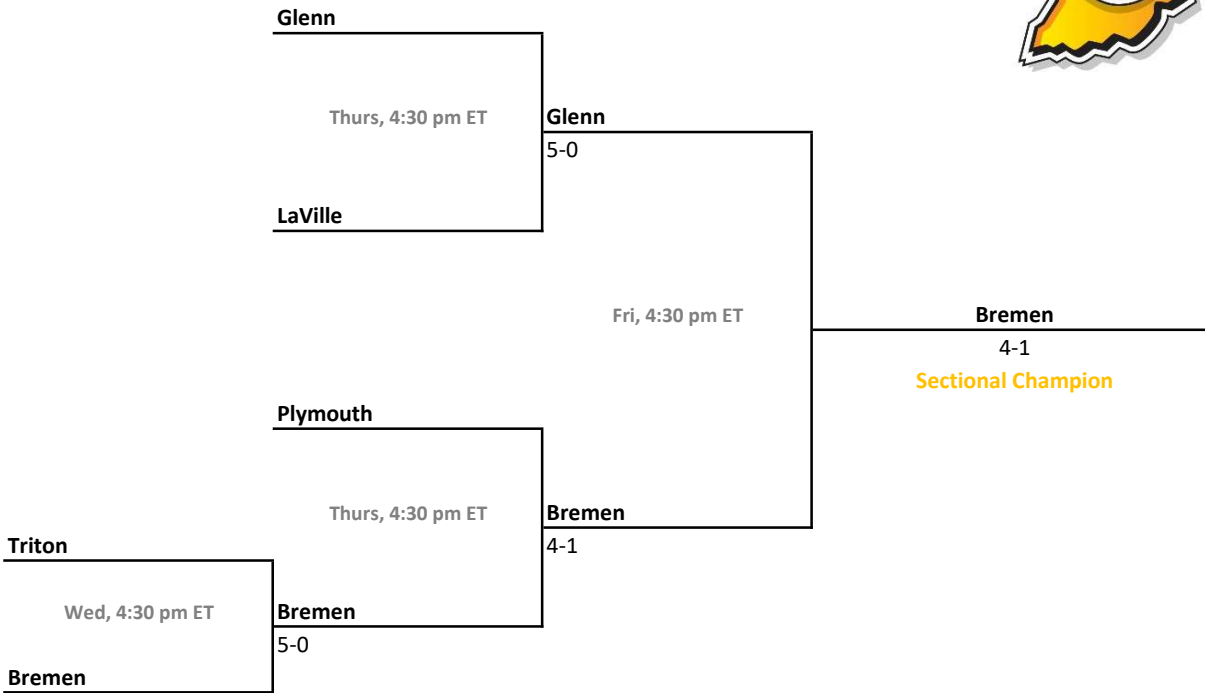 Glenn
Thurs, 4:30 pm ET
Glenn
5-0
LaVille
Fri, 4:30 pm ET
Bremen
4-1
Sectional Champion
Plymouth
Thurs, 4:30 pm ET
Bremen
4-1
Triton
Wed, 4:30 pm ET
Bremen
5-0
Bremen